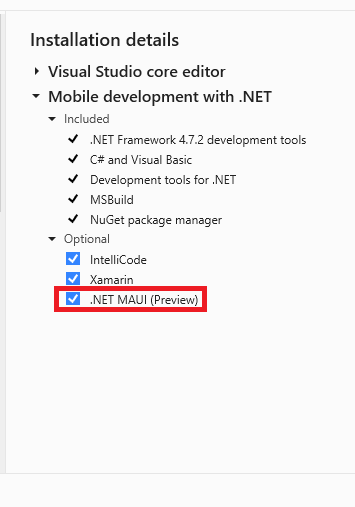 Installation details
Visual Studio core editor
Mobile development with .NET
Included
.NET Framework 4.7.2 development tools
C# and Visual Basic
Development tools for .NET
MSBuild
NuGet package manager
Optional
IntelliCode
Xamarin
.NET MAUI (Preview)